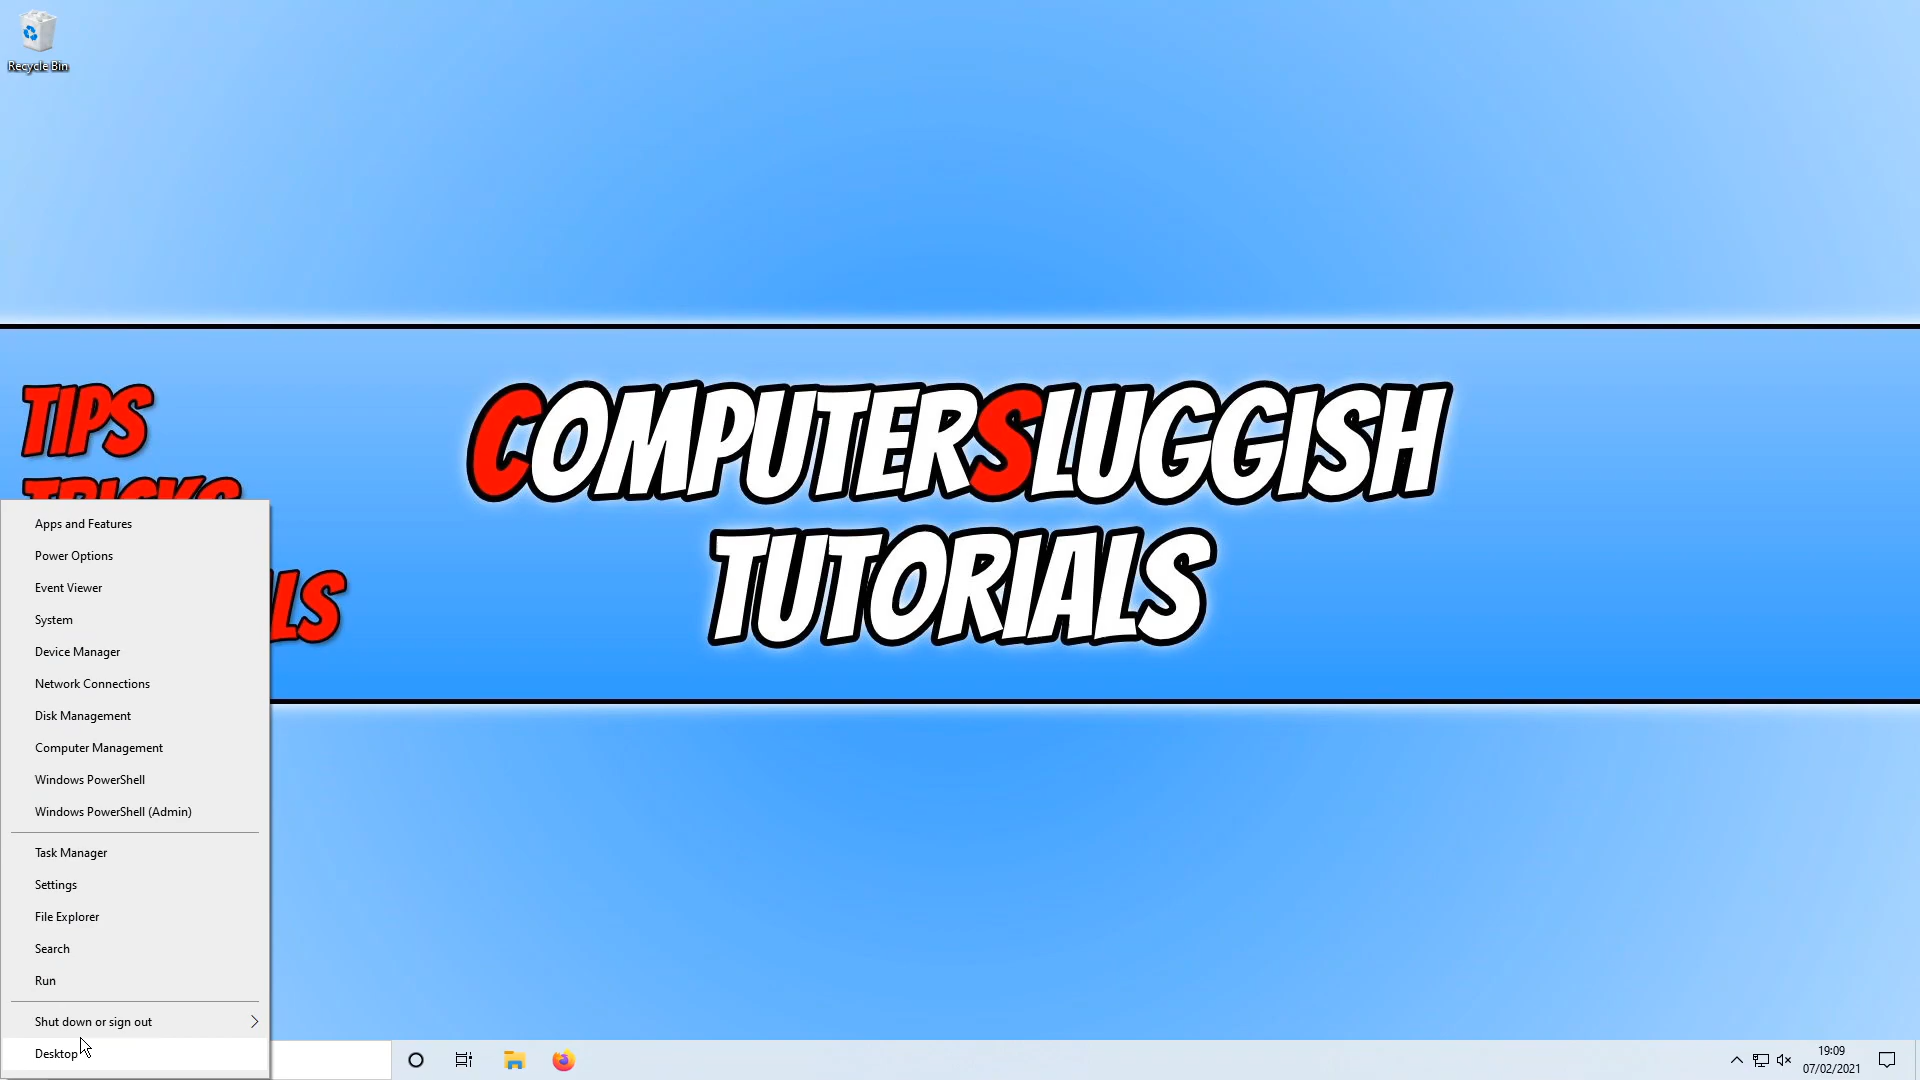 Recycle Bin
TIPS
TRICKS
LS
COMPUTERSLUGGISH
TUTORIALS
Apps and Features
Power Options
Event Viewer
System
Device Manager
Network Connections
Disk Management
Computer Management
Windows PowerShell
Windows PowerShell (Admin)
Task Manager
Settings
File Explorer
Search
Run
Shut down or sign out
Desktop
19:09
07/02/2021